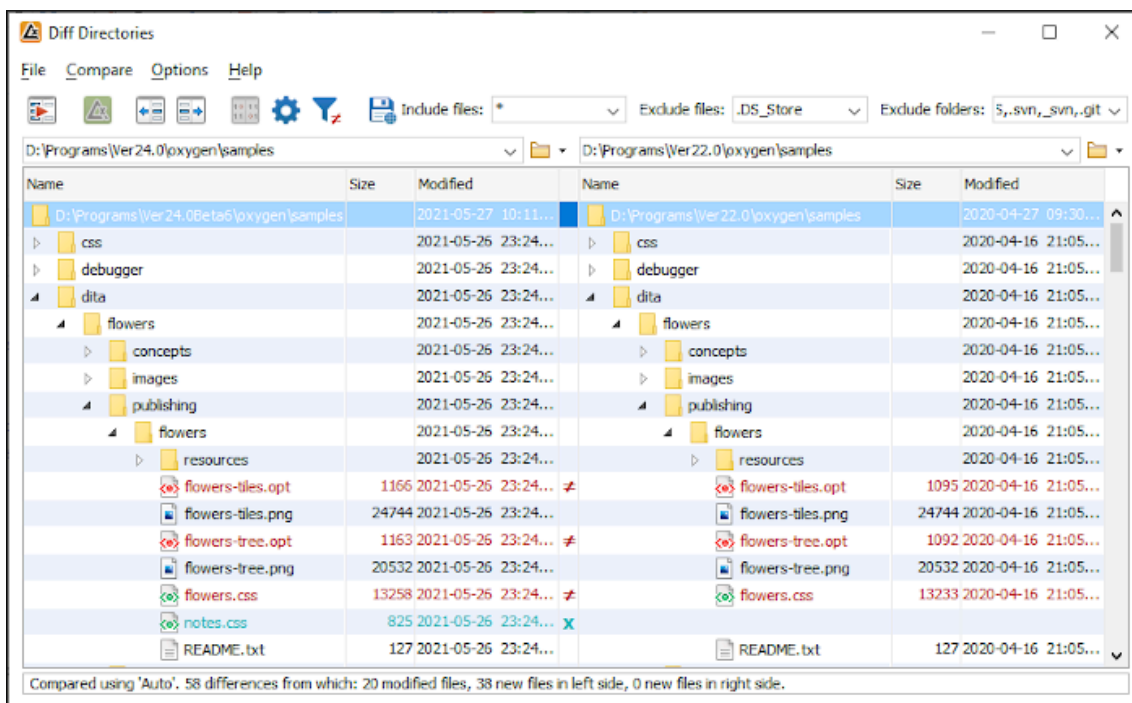 Diff Directories
File Compare Options Help
Include files: * Exclude files: .DS_Store Exclude folders: S,.svn,_svn,.git
D:\Programs\Ver24.0\oxygen\samples D:\Programs\Ver22.0\oxygen\samples
Name Size Modified Name Size Modified
D:\Programs\Ver24.0Beta6\oxygen\samples 2021-05-27 10:11... D:\Programs\Ver22.0\oxygen\samples 2020-04-27 09:30...
css 2021-05-26 23:24... css 2020-04-16 21:05...
debugger 2021-05-26 23:24... debugger 2020-04-16 21:05...
dita 2021-05-26 23:24... dita 2020-04-16 21:05...
flowers 2021-05-26 23:24... flowers 2020-04-16 21:05...
concepts 2021-05-26 23:24... concepts 2020-04-16 21:05...
images 2021-05-26 23:24... images 2020-04-16 21:05...
publishing 2021-05-26 23:24... publishing 2020-04-16 21:05...
flowers 2021-05-26 23:24... flowers 2020-04-16 21:05...
resources 2021-05-26 23:24... resources 2020-04-16 21:05...
flowers-tiles.opt 1166 2021-05-26 23:24... ≠ flowers-tiles.opt 1095 2020-04-16 21:05...
flowers-tiles.png 24744 2021-05-26 23:24... flowers-tiles.png 24744 2020-04-16 21:05...
flowers-tree.opt 1163 2021-05-26 23:24... ≠ flowers-tree.opt 1092 2020-04-16 21:05...
flowers-tree.png 20532 2021-05-26 23:24... flowers-tree.png 20532 2020-04-16 21:05...
flowers.css 13258 2021-05-26 23:24... ≠ flowers.css 13233 2020-04-16 21:05...
notes.css 825 2021-05-26 23:24... x
README.txt 127 2021-05-26 23:24... README.txt 127 2020-04-16 21:05...
Compared using 'Auto'. 58 differences from which: 20 modified files, 38 new files in left side, 0 new files in right side.